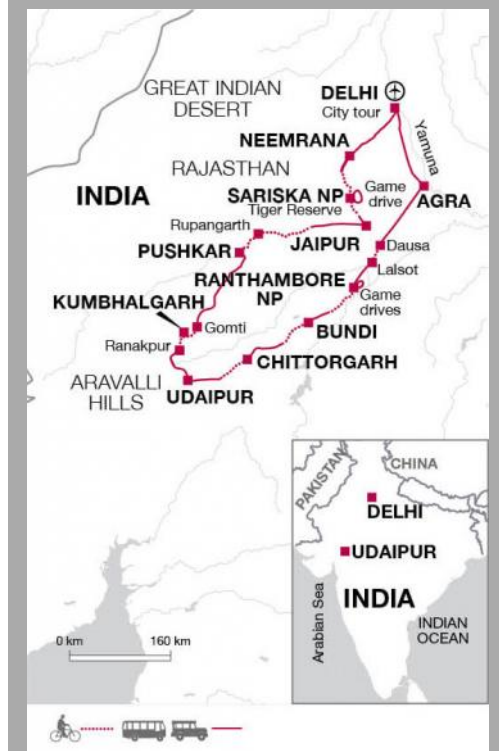 GREAT INDIAN
DESERT
DELHI
City tour
Yamuna
NEEMRANA
RAJASTHAN
INDIA
SARISKA NP
Tiger Reserve
Game
drive
AGRA
Rupangarth
JAIPUR
Dausa
PUSHKAR
Lalsot
RANTHAMBORE
NP
Game
drives
KUMBHALGARH
Gomti
BUNDI
Ranakpur
CHITTORGARH
ARAVALLI
HILLS
UDAIPUR
PAKISTAN
CHINA
DELHI
UDAIPUR
INDIA
Arabian Sea
INDIAN
OCEAN
0 km
160 km